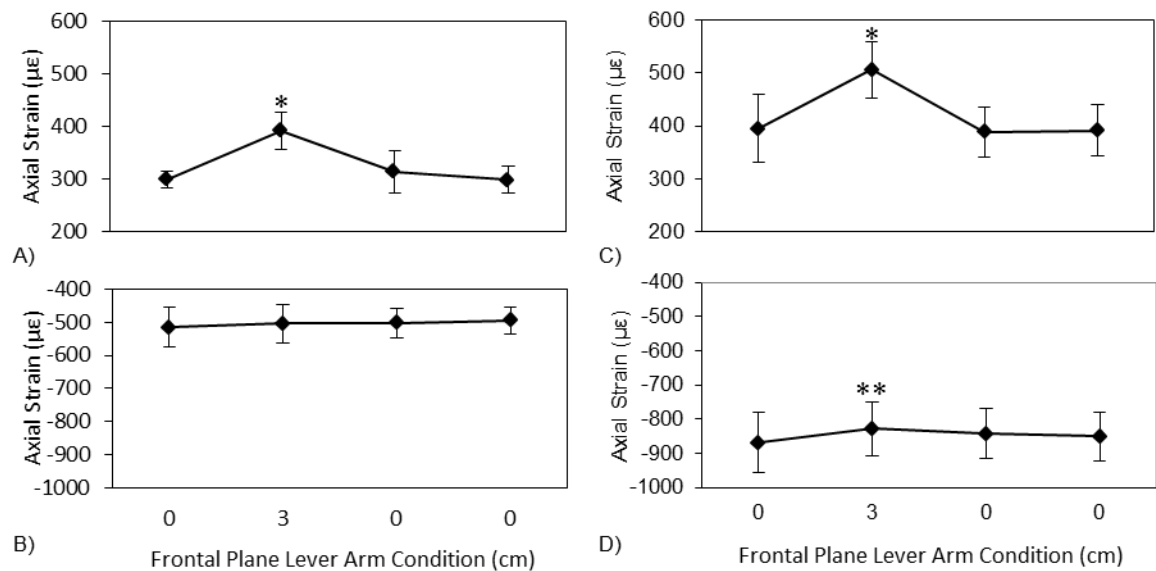 600
500
400
300
200
Axial Strain (με)
*
A)
600
500
400
300
200
Axial Strain (με)
*
C)
-400
-500
-600
-700
-800
-900
-1000
Axial Strain (με)
0 3 0 0
B)
Frontal Plane Lever Arm Condition (cm)
-400
-500
-600
-700
-800
-900
-1000
Axial Strain (με)
**
0 3 0 0
D)
Frontal Plane Lever Arm Condition (cm)